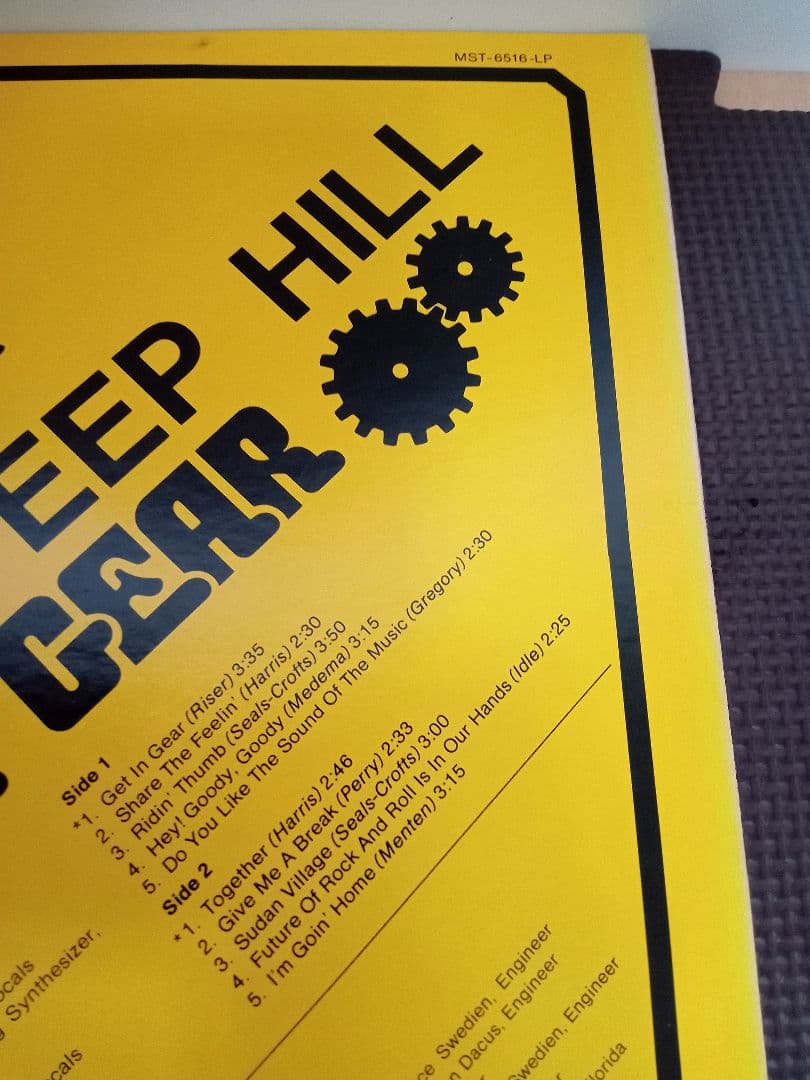 MST-6516-LP
EEP HILL
GEAR
Side 1
*1. Get In Gear (Riser) 3:35
2. Share The Feelin' (Harris) 2:30
3. Ridin' Thumb (Seals-Crofts) 3:50
4. Hey! Goody, Goody (Medema) 3:15
5. Do You Like The Sound Of The Music (Gregory) 2:30
Side 2
*1. Together (Harris) 2:46
2. Give Me A Break (Perry) 2:33
3. Sudan Village (Seals-Crofts) 3:00
4. Future Of Rock And Roll Is In Our Hands (Idle) 2:25
5. I'm Goin' Home (Menten) 3:15
ocals
Synthesizer,
cals
ce Swedien, Engineer
n Dacus, Engineer
Swedien, Engineer
lorida